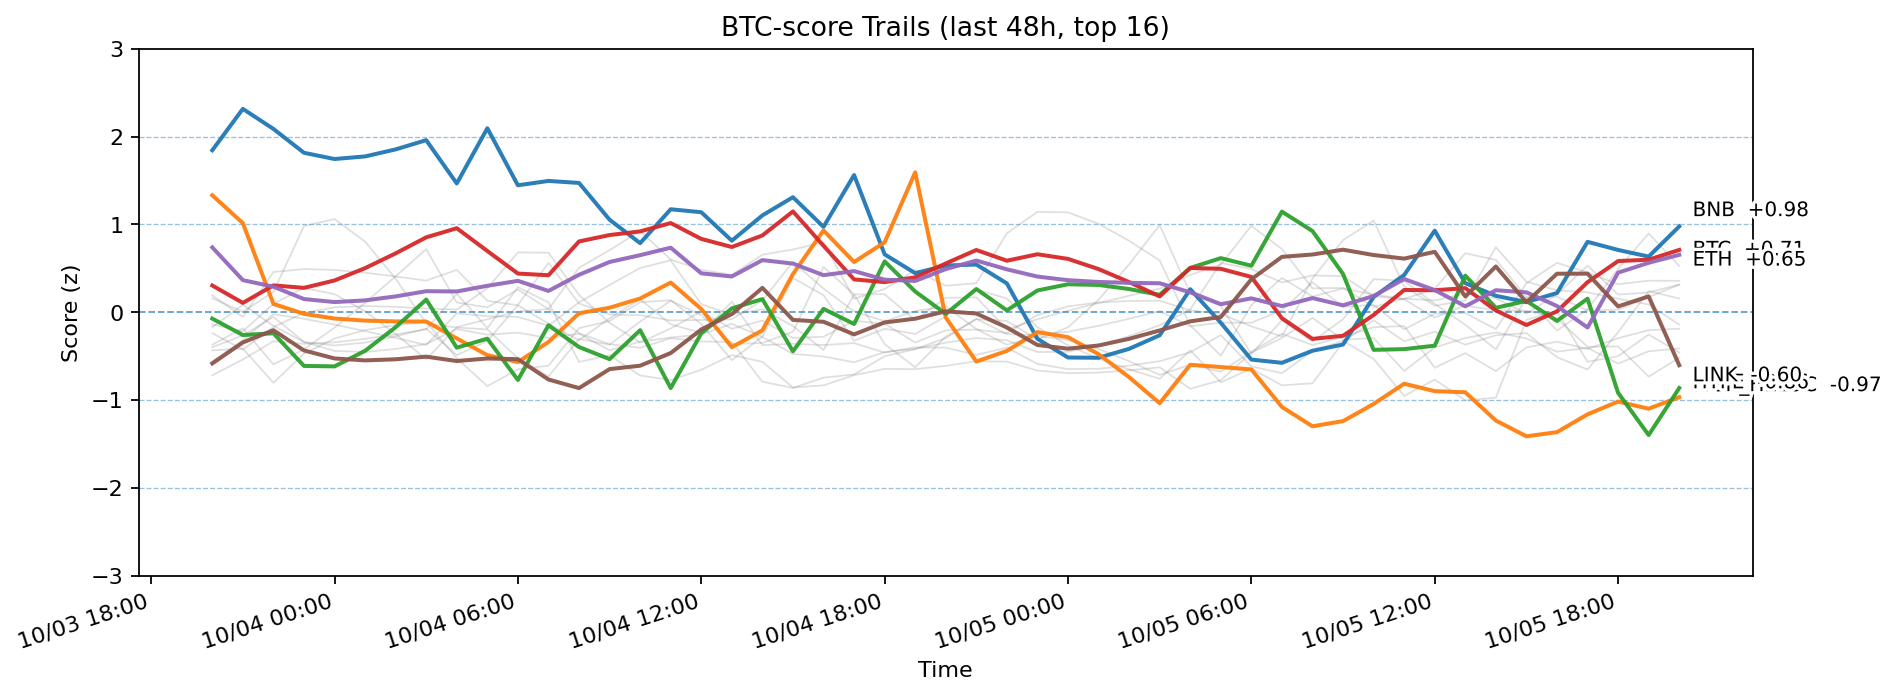 BTC-score Trails (last 48h, top 16)
Score (z)
3
2
1
0
−1
−2
−3
BNB +0.98
BTC +0.71
ETH +0.65
LINK -0.60
-0.97
10/03 18:00
10/04 00:00
10/04 06:00
10/04 12:00
10/04 18:00
10/05 00:00
10/05 06:00
10/05 12:00
10/05 18:00
Time